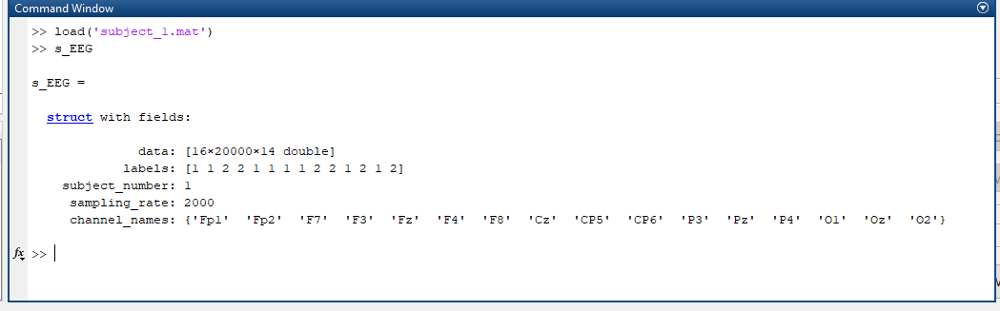 Command Window
>> load('subject_1.mat')
>> s_EEG
s_EEG =
struct with fields:
data: [16×20000×14 double]
labels: [1 1 2 2 1 1 1 1 2 2 1 2 1 2]
subject_number: 1
sampling_rate: 2000
channel_names: {'Fp1' 'Fp2' 'F7' 'F3' 'Fz' 'F4' 'F8' 'Cz' 'CP5' 'CP6' 'P3' 'Pz' 'P4' 'O1' 'Oz' 'O2'}
fx >>